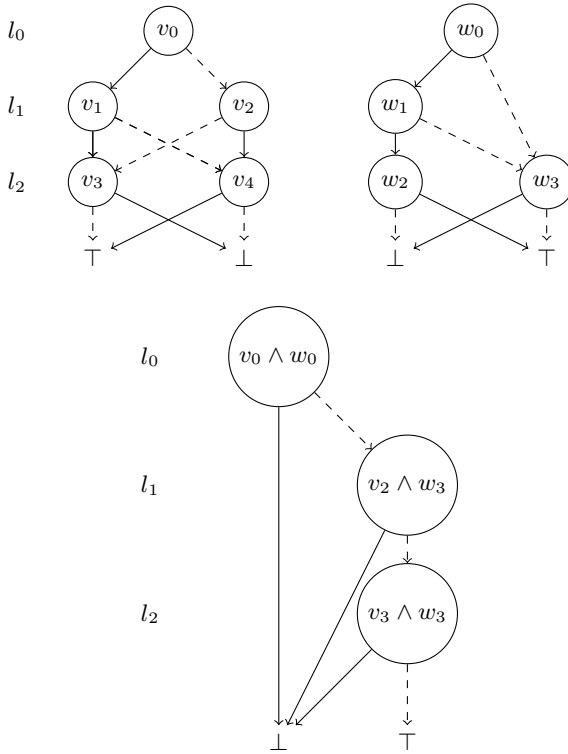 l₀ v₀ w₀
l₁ v₁ v₂ w₁
l₂ v₃ v₄ w₂ w₃
⊤ ⊥ ⊥ ⊤
l₀ v₀ ∧ w₀
l₁ v₂ ∧ w₃
l₂ v₃ ∧ w₃
⊥ ⊤